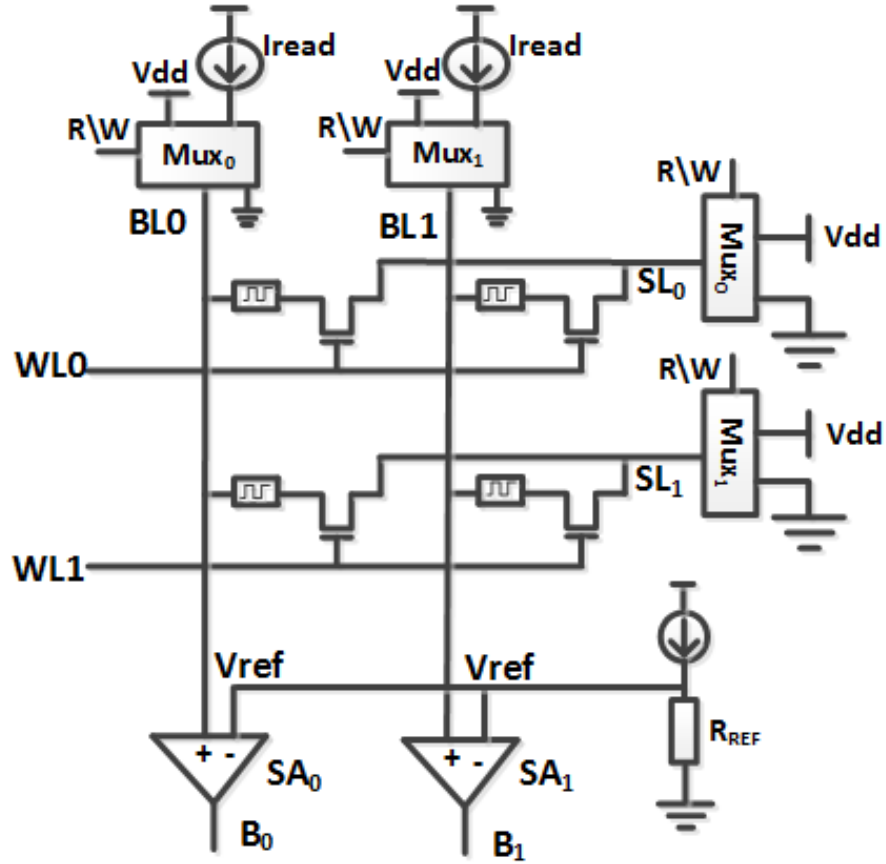 Iread
Iread
Vdd
Vdd
R\W
Mux₀
R\W
Mux₁
R\W
BL0
BL1
Mux₀
Vdd
SL₀
WL0
R\W
Mux₁
Vdd
SL₁
WL1
Vref
Vref
R_REF
+ -
SA₀
+ -
SA₁
B₀
B₁